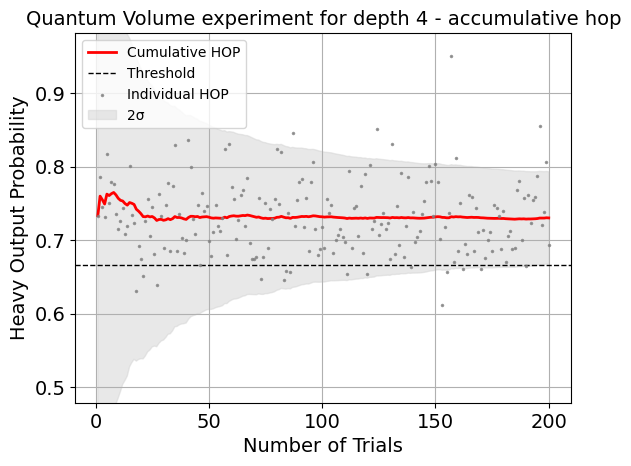 Quantum Volume experiment for depth 4 - accumulative hop
Cumulative HOP
Threshold
Individual HOP
2σ
Heavy Output Probability
0.9
0.8
0.7
0.6
0.5
0
50
100
150
200
Number of Trials